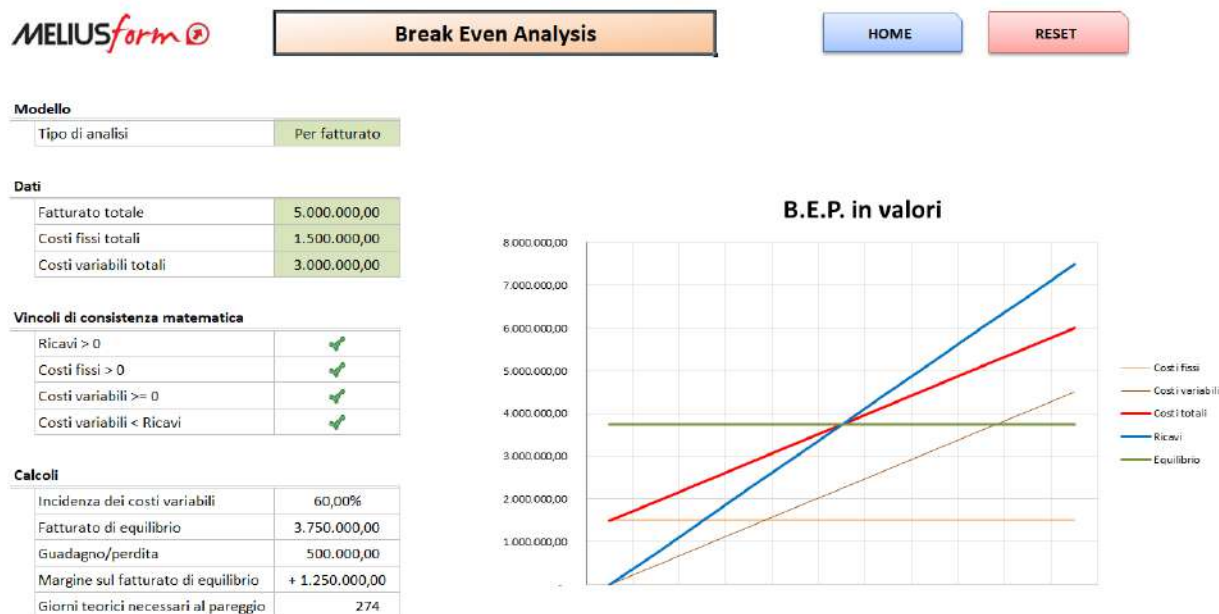 MELIUSform
Break Even Analysis
HOME
RESET
Modello
Tipo di analisi Per fatturato
Dati
Fatturato totale 5.000.000,00
Costi fissi totali 1.500.000,00
Costi variabili totali 3.000.000,00
Vincoli di consistenza matematica
Ricavi > 0
Costi fissi > 0
Costi variabili >= 0
Costi variabili < Ricavi
Calcoli
Incidenza dei costi variabili 60,00%
Fatturato di equilibrio 3.750.000,00
Guadagno/perdita 500.000,00
Margine sul fatturato di equilibrio + 1.250.000,00
Giorni teorici necessari al pareggio 274
B.E.P. in valori
8.000.000,00
7.000.000,00
6.000.000,00
5.000.000,00
4.000.000,00
3.000.000,00
2.000.000,00
1.000.000,00
-
Costi fissi
Costi variabili
Costi totali
Ricavi
Equilibrio